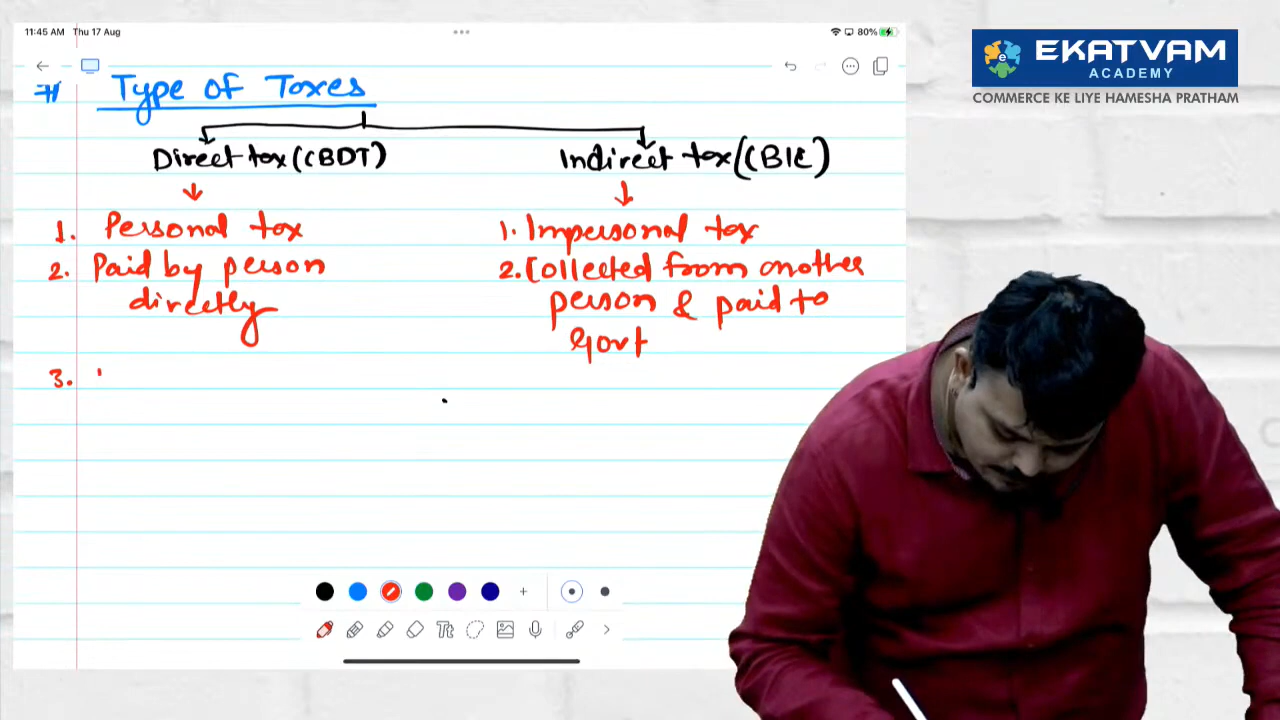 11:45 AM Thu 17 Aug
80%
EKATVAM
ACADEMY
COMMERCE KE LIYE HAMESHA PRATHAM
# Type of Taxes
Direct tax (CBDT)
Indirect tax (CBIC)
1. Personal tax
2. Paid by person
directly
3.
1. Impersonal tax
2. Collected from another
person & paid to
Govt
Tt